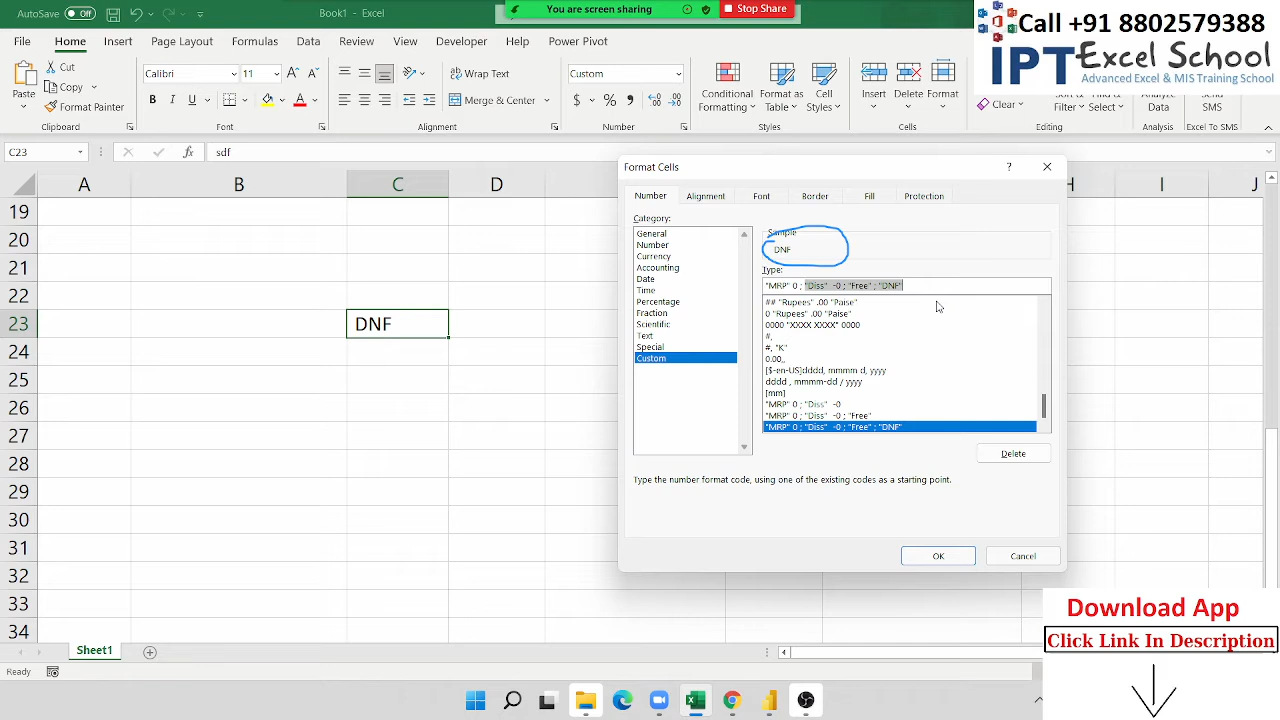 AutoSave Off Book1 - Excel
You are screen sharing Stop Share
Call +91 8802579388
IPT Excel School
Advanced Excel & MIS Training School
File Home Insert Page Layout Formulas Data Review View Developer Help Power Pivot
Paste
Cut
Copy
Format Painter
Clipboard
Calibri 11
B I U
Font
Wrap Text
Merge & Center
Alignment
Custom
$ % ,
Number
Conditional Formatting
Format as Table
Cell Styles
Styles
Insert
Delete
Format
Cells
Clear
Sort & Filter
Find & Select
Editing
Analyze Data
Analysis
Send SMS
Excel To SMS
C23 fx sdf
A B C D H I J
19
20
21
22
23 DNF
24
25
26
27
28
29
30
31
32
33
34
Format Cells ?
Number Alignment Font Border Fill Protection
Category:
General
Number
Currency
Accounting
Date
Time
Percentage
Fraction
Scientific
Text
Special
Custom
Sample
DNF
Type:
"MRP" 0 ; "Diss" -0 ; "Free" ; "DNF"
## "Rupees" .00 "Paise"
0 "Rupees" .00 "Paise"
0000 "XXXX XXXX" 0000
#,
#, "K"
0.00,,
[$-en-US]dddd, mmmm d, yyyy
dddd , mmmm-dd / yyyy
[mm]
"MRP" 0 ; "Diss" -0
"MRP" 0 ; "Diss" -0 ; "Free"
"MRP" 0 ; "Diss" -0 ; "Free" ; "DNF"
Delete
Type the number format code, using one of the existing codes as a starting point.
OK Cancel
Sheet1
Ready
Download App
Click Link In Description